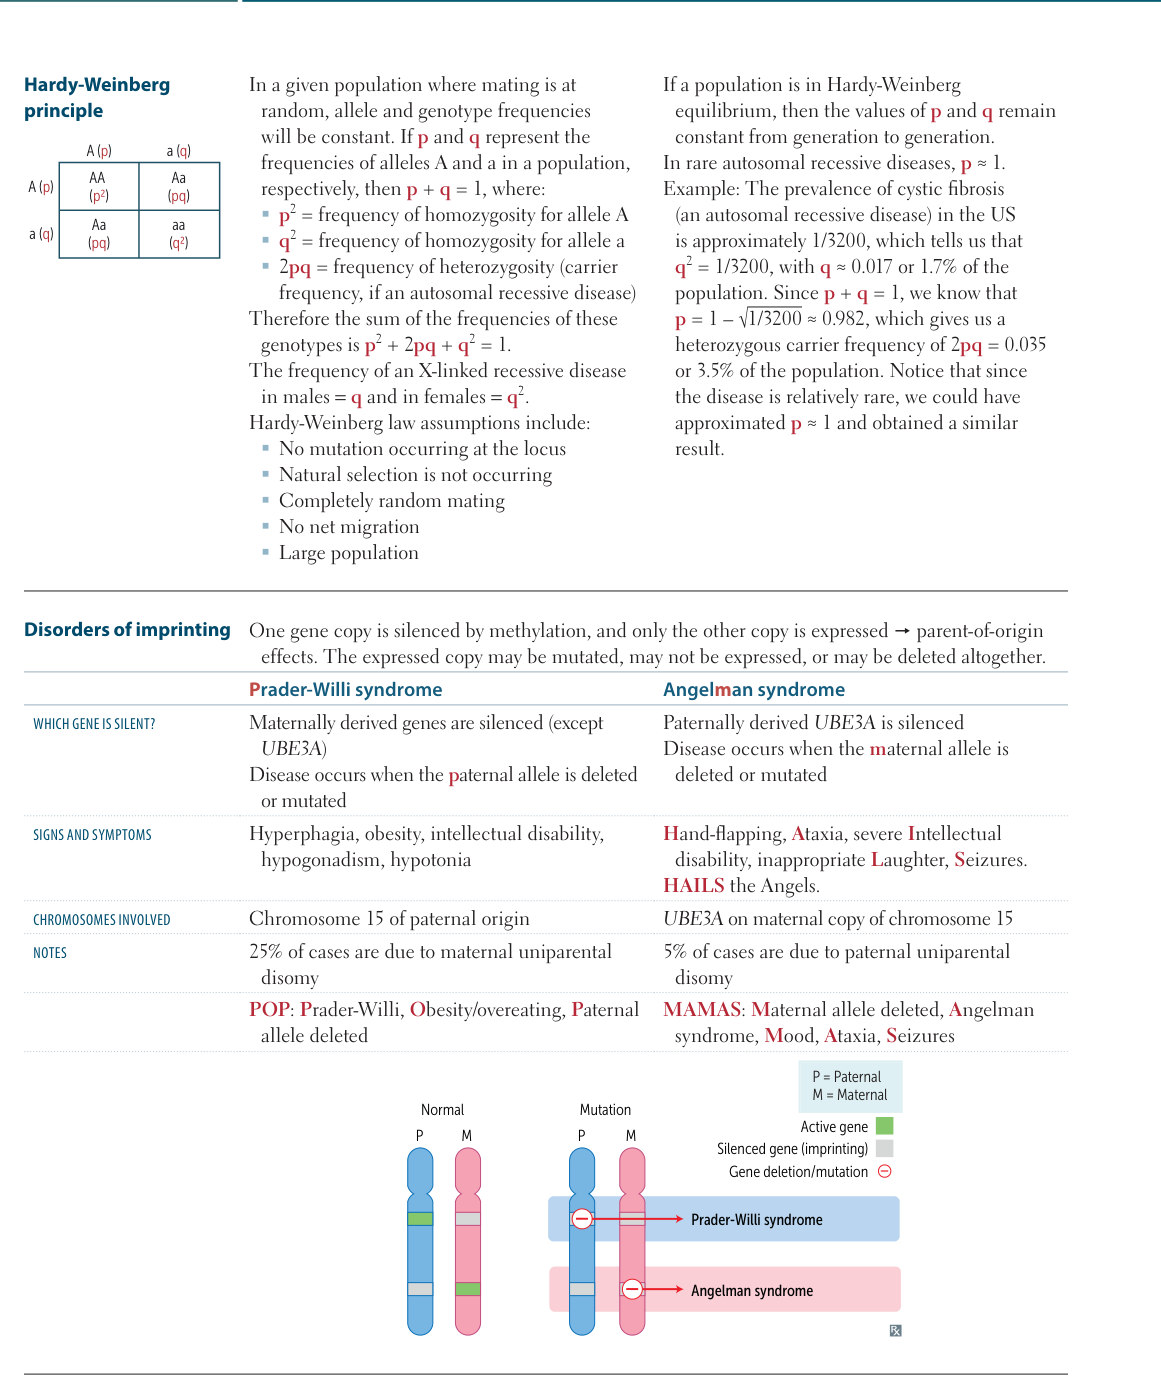 Hardy-Weinberg
principle
A (p) a (q)
A (p) AA Aa
(p²) (pq)
a (q) Aa aa
(pq) (q²)
In a given population where mating is at
random, allele and genotype frequencies
will be constant. If p and q represent the
frequencies of alleles A and a in a population,
respectively, then p + q = 1, where:
▪ p² = frequency of homozygosity for allele A
▪ q² = frequency of homozygosity for allele a
▪ 2pq = frequency of heterozygosity (carrier
frequency, if an autosomal recessive disease)
Therefore the sum of the frequencies of these
genotypes is p² + 2pq + q² = 1.
The frequency of an X-linked recessive disease
in males = q and in females = q².
Hardy-Weinberg law assumptions include:
▪ No mutation occurring at the locus
▪ Natural selection is not occurring
▪ Completely random mating
▪ No net migration
▪ Large population
If a population is in Hardy-Weinberg
equilibrium, then the values of p and q remain
constant from generation to generation.
In rare autosomal recessive diseases, p ≈ 1.
Example: The prevalence of cystic fibrosis
(an autosomal recessive disease) in the US
is approximately 1/3200, which tells us that
q² = 1/3200, with q ≈ 0.017 or 1.7% of the
population. Since p + q = 1, we know that
p = 1 – √1/3200 ≈ 0.982, which gives us a
heterozygous carrier frequency of 2pq = 0.035
or 3.5% of the population. Notice that since
the disease is relatively rare, we could have
approximated p ≈ 1 and obtained a similar
result.
Disorders of imprinting
One gene copy is silenced by methylation, and only the other copy is expressed → parent-of-origin
effects. The expressed copy may be mutated, may not be expressed, or may be deleted altogether.
Prader-Willi syndrome Angelman syndrome
WHICH GENE IS SILENT?
Maternally derived genes are silenced (except
UBE3A)
Disease occurs when the paternal allele is deleted
or mutated
Paternally derived UBE3A is silenced
Disease occurs when the maternal allele is
deleted or mutated
SIGNS AND SYMPTOMS
Hyperphagia, obesity, intellectual disability,
hypogonadism, hypotonia
Hand-flapping, Ataxia, severe Intellectual
disability, inappropriate Laughter, Seizures.
HAILS the Angels.
CHROMOSOMES INVOLVED
Chromosome 15 of paternal origin
UBE3A on maternal copy of chromosome 15
NOTES
25% of cases are due to maternal uniparental
disomy
5% of cases are due to paternal uniparental
disomy
POP: Prader-Willi, Obesity/overeating, Paternal
allele deleted
MAMAS: Maternal allele deleted, Angelman
syndrome, Mood, Ataxia, Seizures
P = Paternal
M = Maternal
Normal Mutation
P M P M
Active gene
Silenced gene (imprinting)
Gene deletion/mutation
Prader-Willi syndrome
Angelman syndrome
Rx